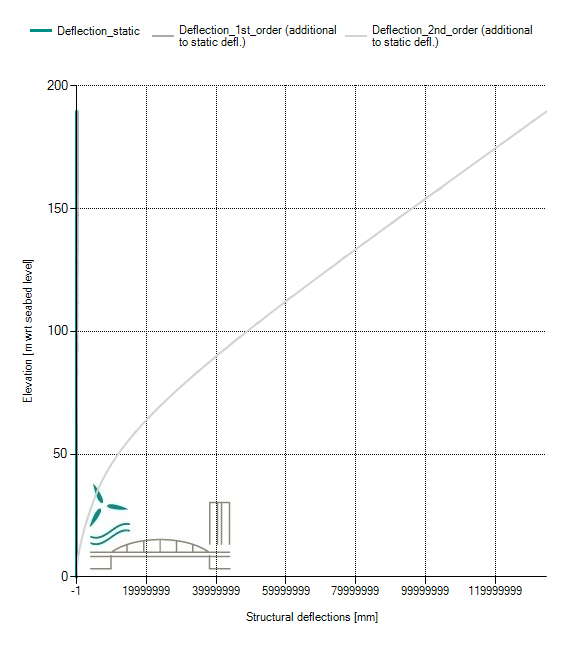 Deflection_static
Deflection_1st_order (additional
to static defl.)
Deflection_2nd_order (additional
to static defl.)
200
150
100
50
0
Elevation [m wrt seabed level]
-1
19999999
39999999
59999999
79999999
99999999
119999999
Structural deflections [mm]